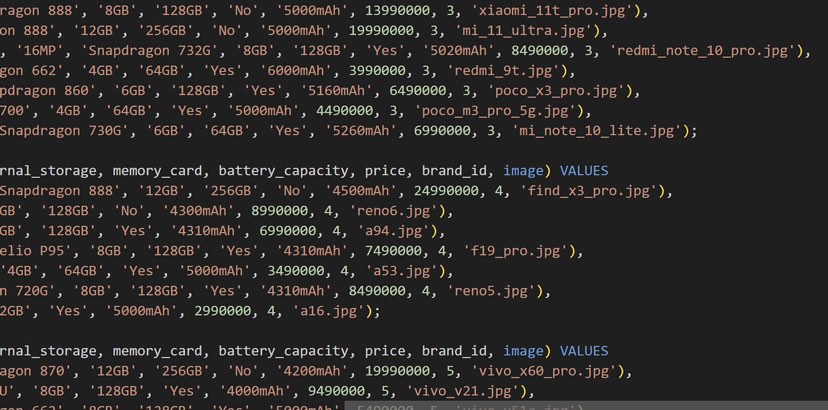 ragon 888', '8GB', '128GB', 'No', '5000mAh', 13990000, 3, 'xiaomi_11t_pro.jpg'),
on 888', '12GB', '256GB', 'No', '5000mAh', 19990000, 3, 'mi_11_ultra.jpg'),
, '16MP', 'Snapdragon 732G', '8GB', '128GB', 'Yes', '5020mAh', 8490000, 3, 'redmi_note_10_pro.jpg'),
gon 662', '4GB', '64GB', 'Yes', '6000mAh', 3990000, 3, 'redmi_9t.jpg'),
pdragon 860', '6GB', '128GB', 'Yes', '5160mAh', 6490000, 3, 'poco_x3_pro.jpg'),
700', '4GB', '64GB', 'Yes', '5000mAh', 4490000, 3, 'poco_m3_pro_5g.jpg'),
Snapdragon 730G', '6GB', '64GB', 'Yes', '5260mAh', 6990000, 3, 'mi_note_10_lite.jpg');
rnal_storage, memory_card, battery_capacity, price, brand_id, image) VALUES
Snapdragon 888', '12GB', '256GB', 'No', '4500mAh', 24990000, 4, 'find_x3_pro.jpg'),
GB', '128GB', 'No', '4300mAh', 8990000, 4, 'reno6.jpg'),
GB', '128GB', 'Yes', '4310mAh', 6990000, 4, 'a94.jpg'),
elio P95', '8GB', '128GB', 'Yes', '4310mAh', 7490000, 4, 'f19_pro.jpg'),
'4GB', '64GB', 'Yes', '5000mAh', 3490000, 4, 'a53.jpg'),
n 720G', '8GB', '128GB', 'Yes', '4310mAh', 8490000, 4, 'reno5.jpg'),
2GB', 'Yes', '5000mAh', 2990000, 4, 'a16.jpg');
rnal_storage, memory_card, battery_capacity, price, brand_id, image) VALUES
agon 870', '12GB', '256GB', 'No', '4200mAh', 19990000, 5, 'vivo_x60_pro.jpg'),
U', '8GB', '128GB', 'Yes', '4000mAh', 9490000, 5, 'vivo_v21.jpg'),